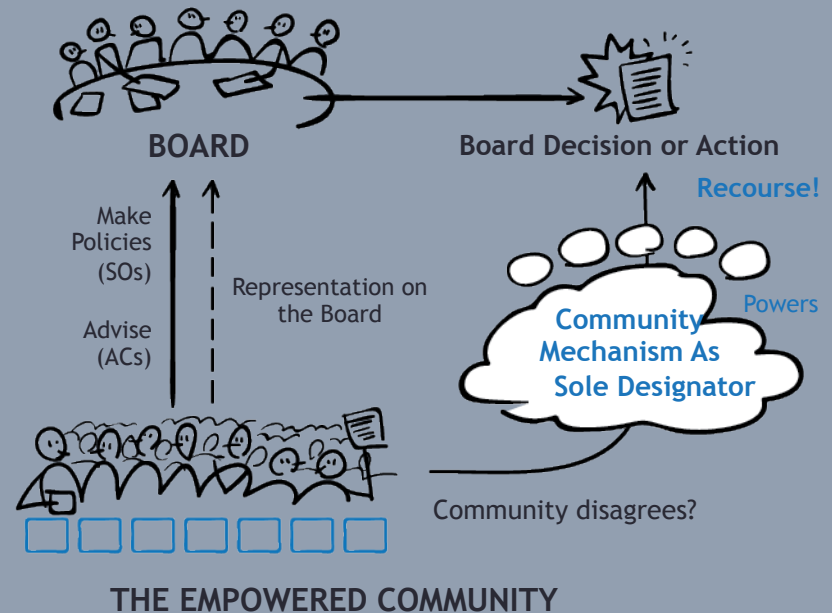 BOARD
Board Decision or Action
Recourse!
Make
Policies
(SOs)
Representation on
the Board
Advise
(ACs)
Powers
Community
Mechanism As
Sole Designator
Community disagrees?
THE EMPOWERED COMMUNITY